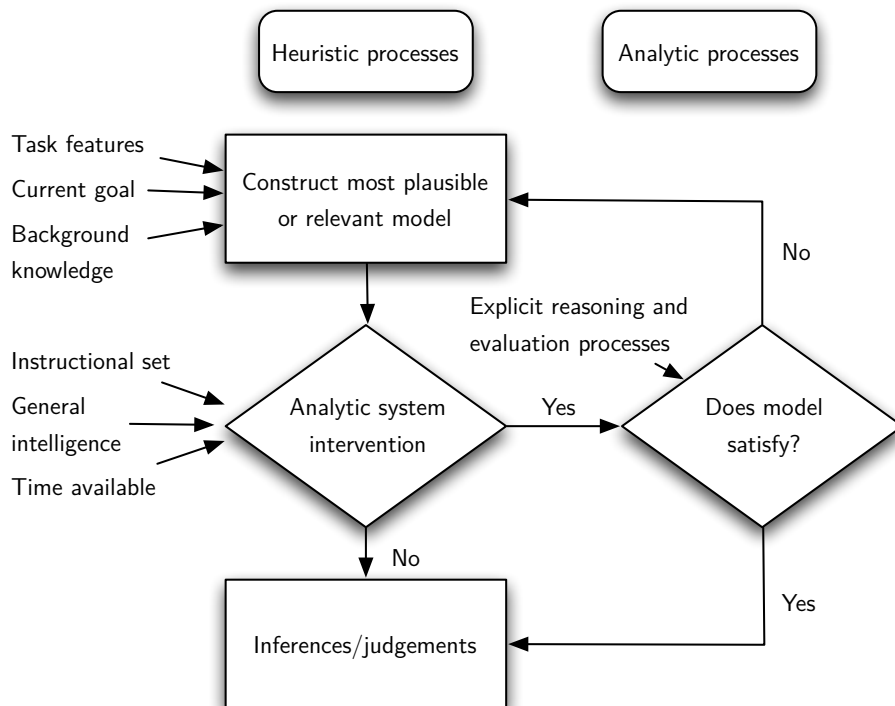 Heuristic processes
Analytic processes
Task features
Current goal
Background
knowledge
Construct most plausible
or relevant model
No
Explicit reasoning and
evaluation processes
Instructional set
General
intelligence
Time available
Analytic system
intervention
Yes
Does model
satisfy?
No
Yes
Inferences/judgements